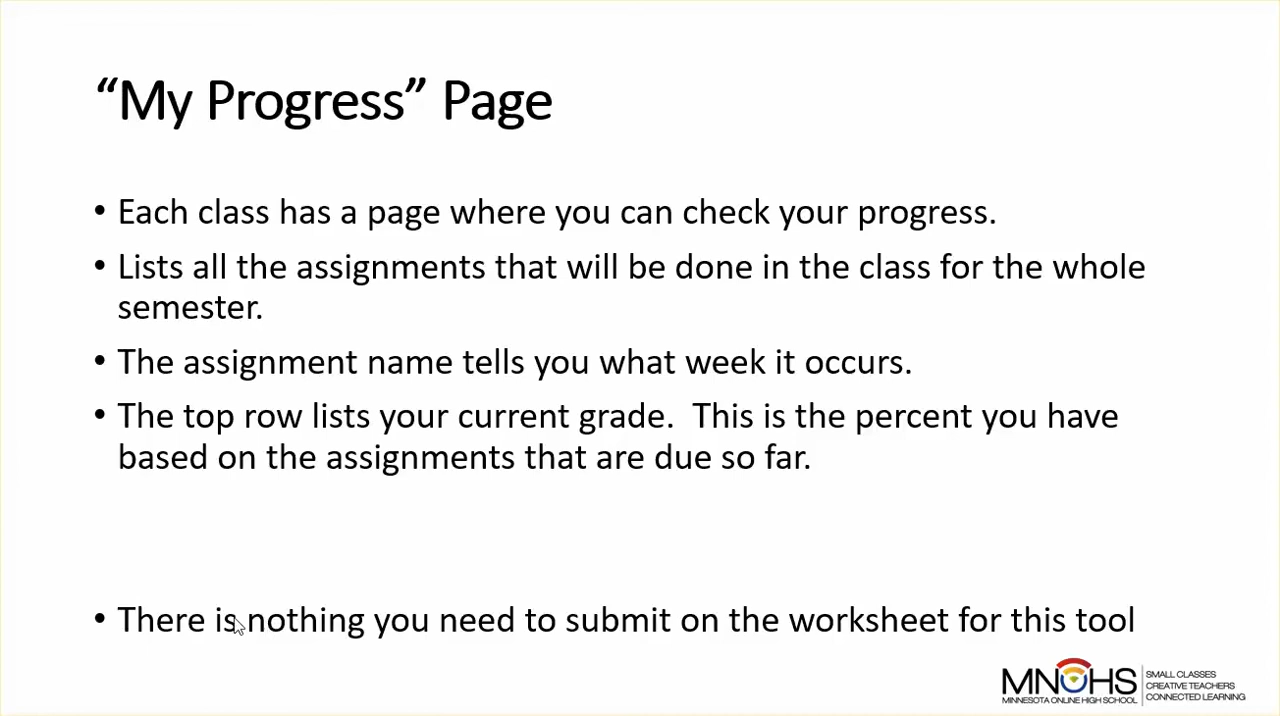 “My Progress” Page
• Each class has a page where you can check your progress.
• Lists all the assignments that will be done in the class for the whole
semester.
• The assignment name tells you what week it occurs.
• The top row lists your current grade.  This is the percent you have
based on the assignments that are due so far.
• There is nothing you need to submit on the worksheet for this tool
MNOHS
MINNESOTA ONLINE HIGH SCHOOL
SMALL CLASSES
CREATIVE TEACHERS
CONNECTED LEARNING